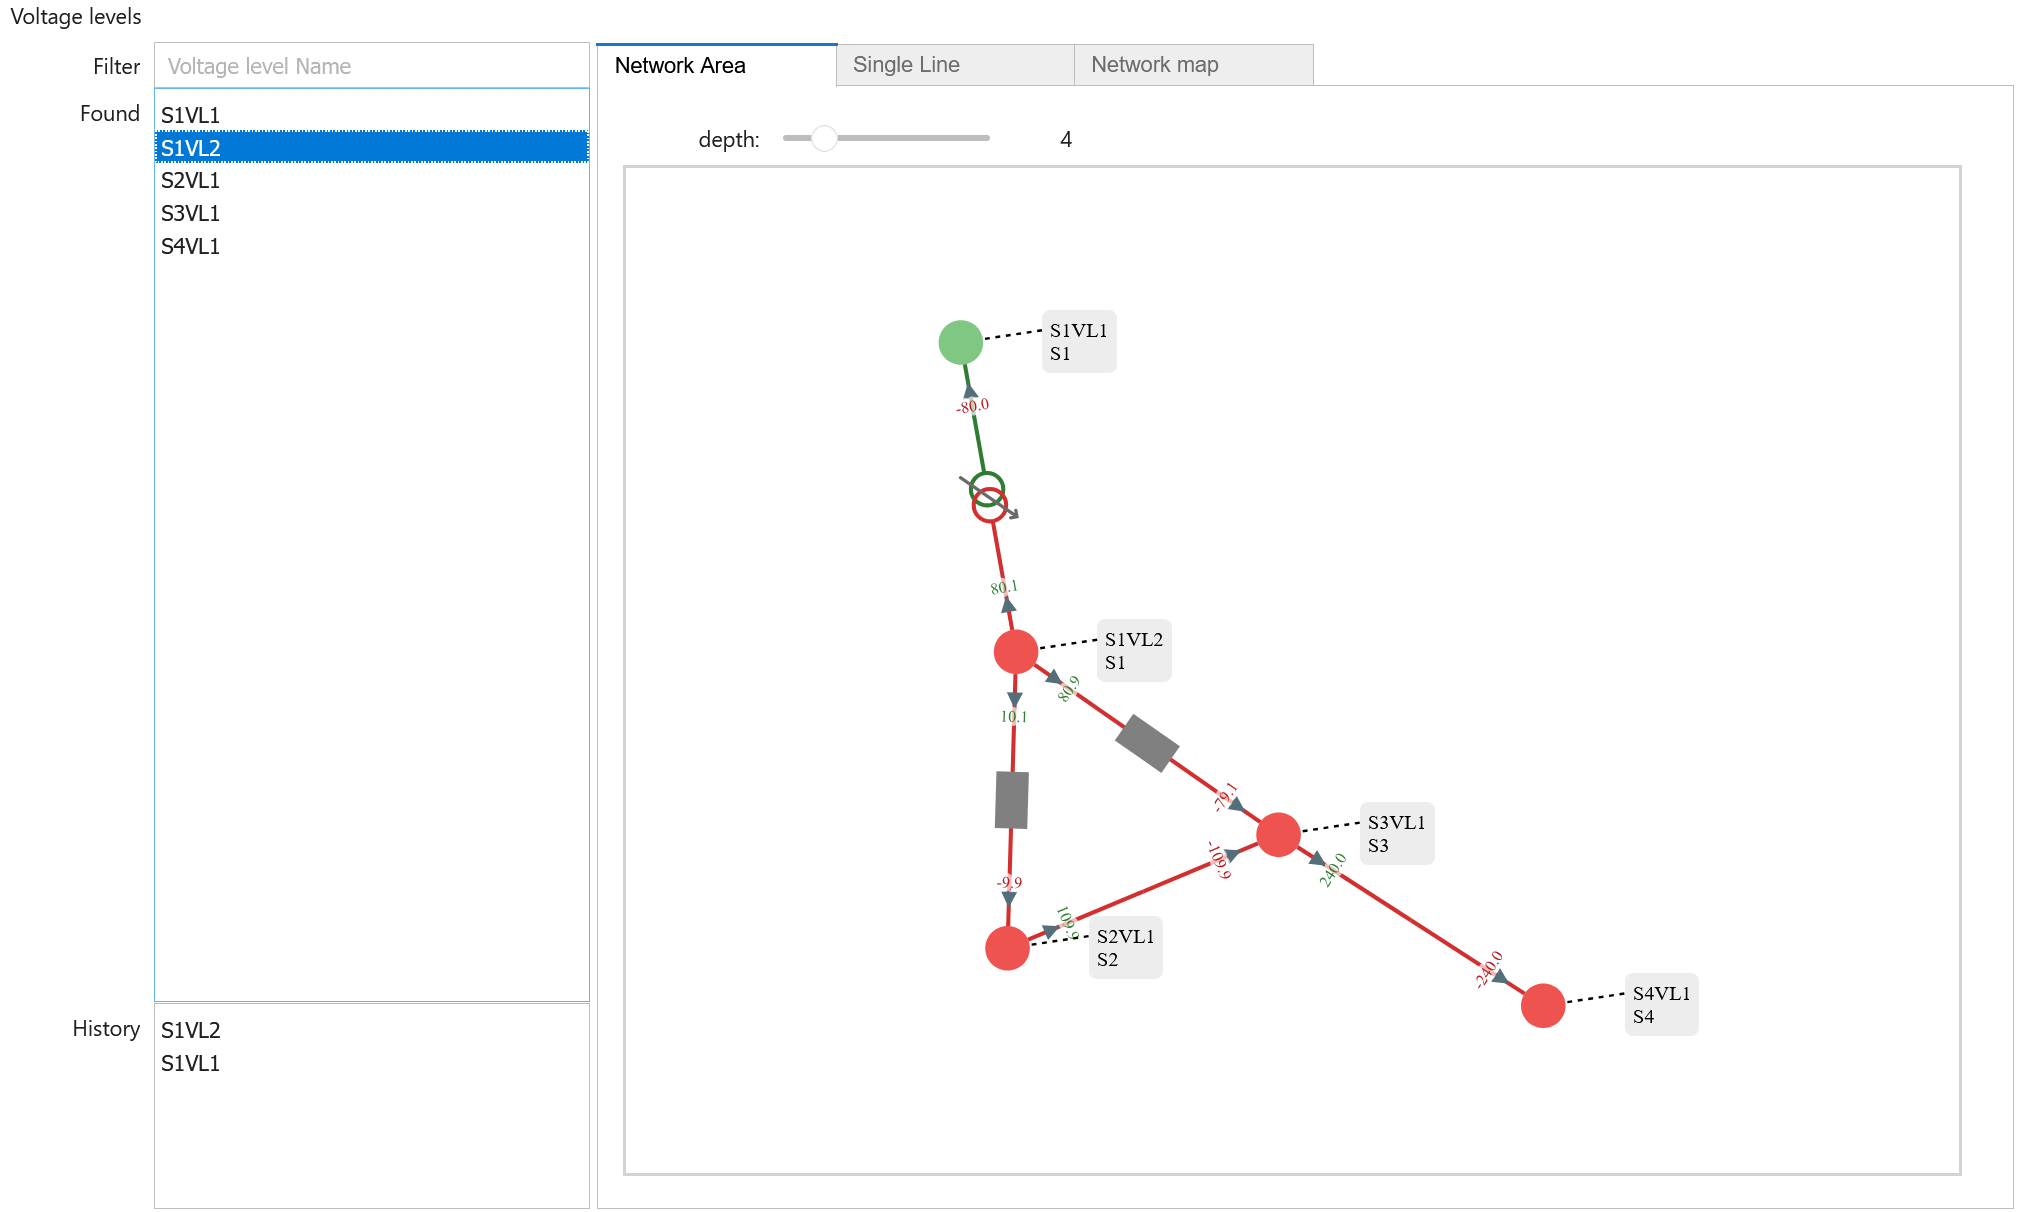 Voltage levels
Filter
Voltage level Name
Found
S1VL1
S1VL2
S2VL1
S3VL1
S4VL1
History
S1VL2
S1VL1
Network Area
Single Line
Network map
depth:
4
S1VL1
S1
-80.0
80.1
S1VL2
S1
80.9
10.1
-79.1
S3VL1
S3
-109.9
240.0
-9.9
109.9
S2VL1
S2
-240.0
S4VL1
S4